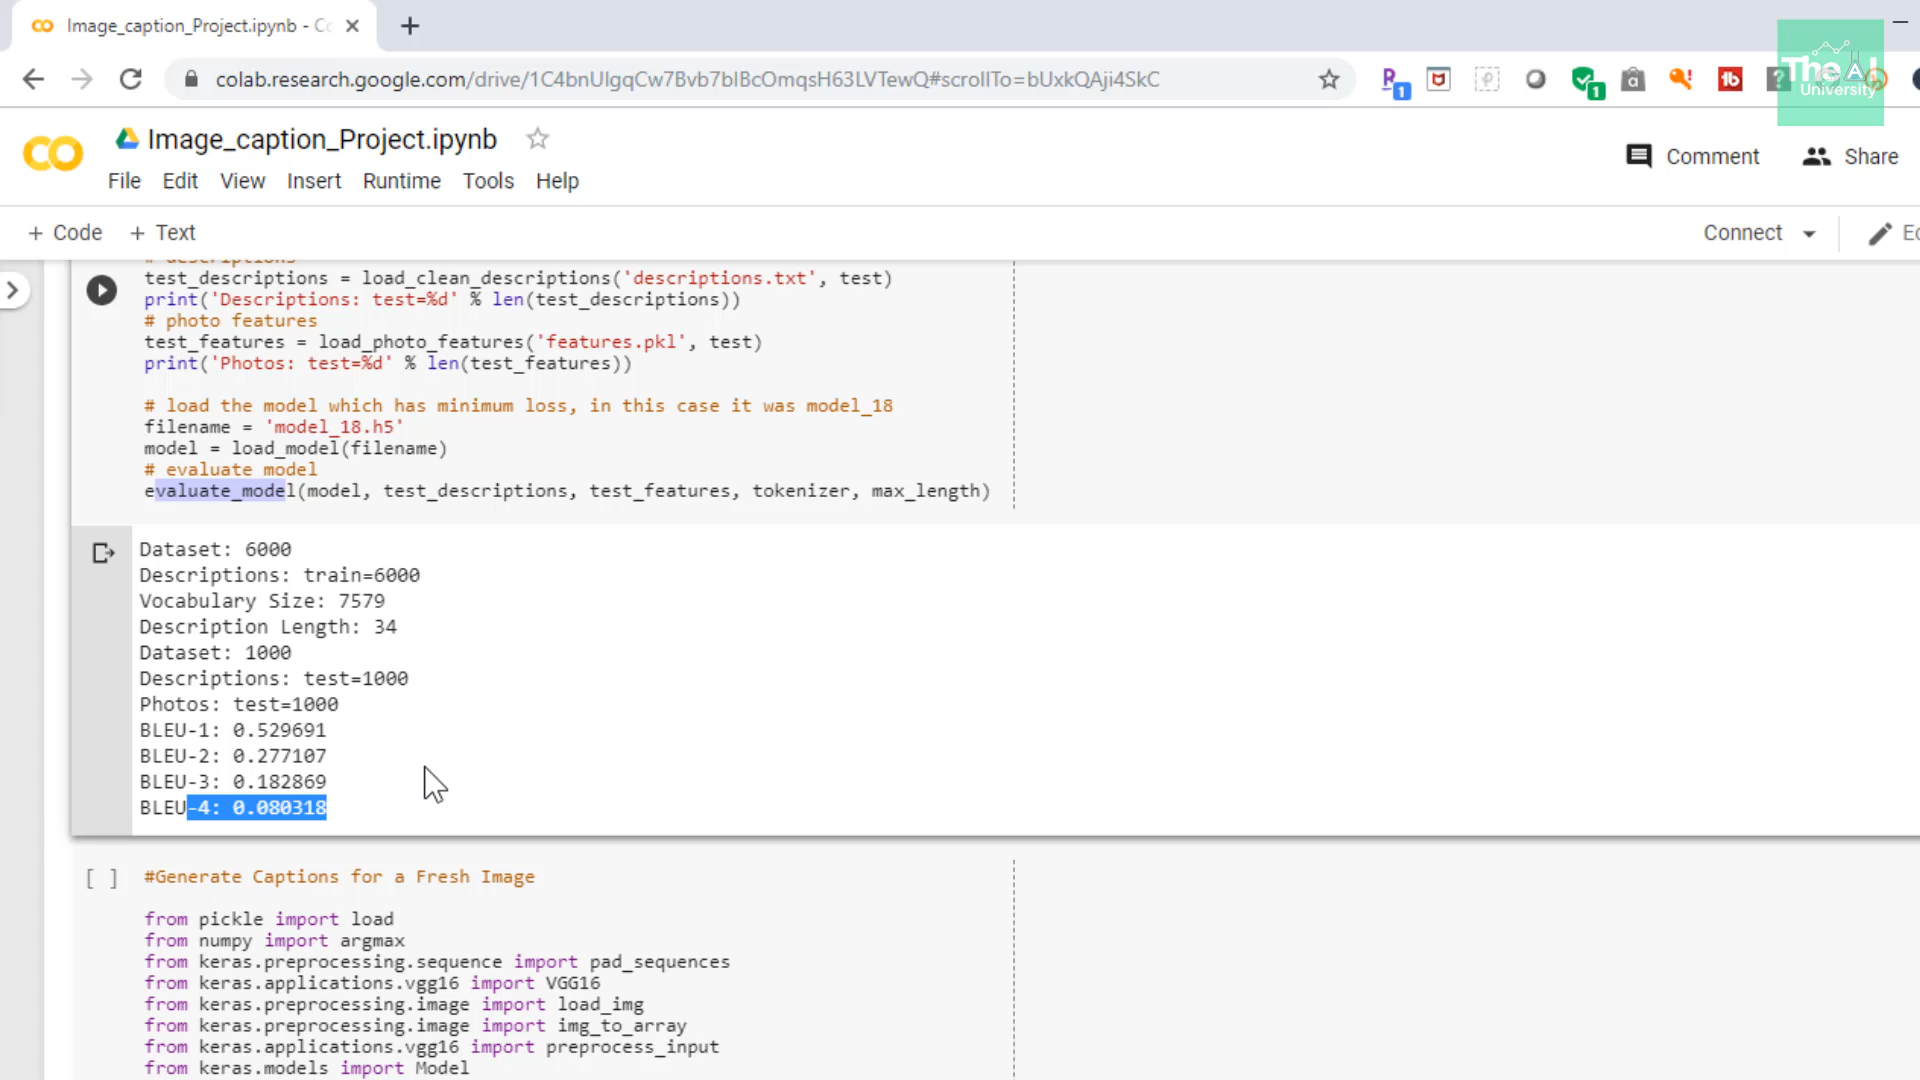 Image_caption_Project.ipynb - Co
colab.research.google.com/drive/1C4bnUlgqCw7Bvb7blBcOmqsH63LVTewQ#scrollTo=bUxkQAji4SkC
1
1
The AI
University
Image_caption_Project.ipynb
Comment
Share
File Edit View Insert Runtime Tools Help
+ Code + Text
Connect
# descriptions
test_descriptions = load_clean_descriptions('descriptions.txt', test)
print('Descriptions: test=%d' % len(test_descriptions))
# photo features
test_features = load_photo_features('features.pkl', test)
print('Photos: test=%d' % len(test_features))
# load the model which has minimum loss, in this case it was model_18
filename = 'model_18.h5'
model = load_model(filename)
# evaluate model
evaluate_model(model, test_descriptions, test_features, tokenizer, max_length)
Dataset: 6000
Descriptions: train=6000
Vocabulary Size: 7579
Description Length: 34
Dataset: 1000
Descriptions: test=1000
Photos: test=1000
BLEU-1: 0.529691
BLEU-2: 0.277107
BLEU-3: 0.182869
BLEU-4: 0.080318
[ ] #Generate Captions for a Fresh Image
from pickle import load
from numpy import argmax
from keras.preprocessing.sequence import pad_sequences
from keras.applications.vgg16 import VGG16
from keras.preprocessing.image import load_img
from keras.preprocessing.image import img_to_array
from keras.applications.vgg16 import preprocess_input
from keras.models import Model